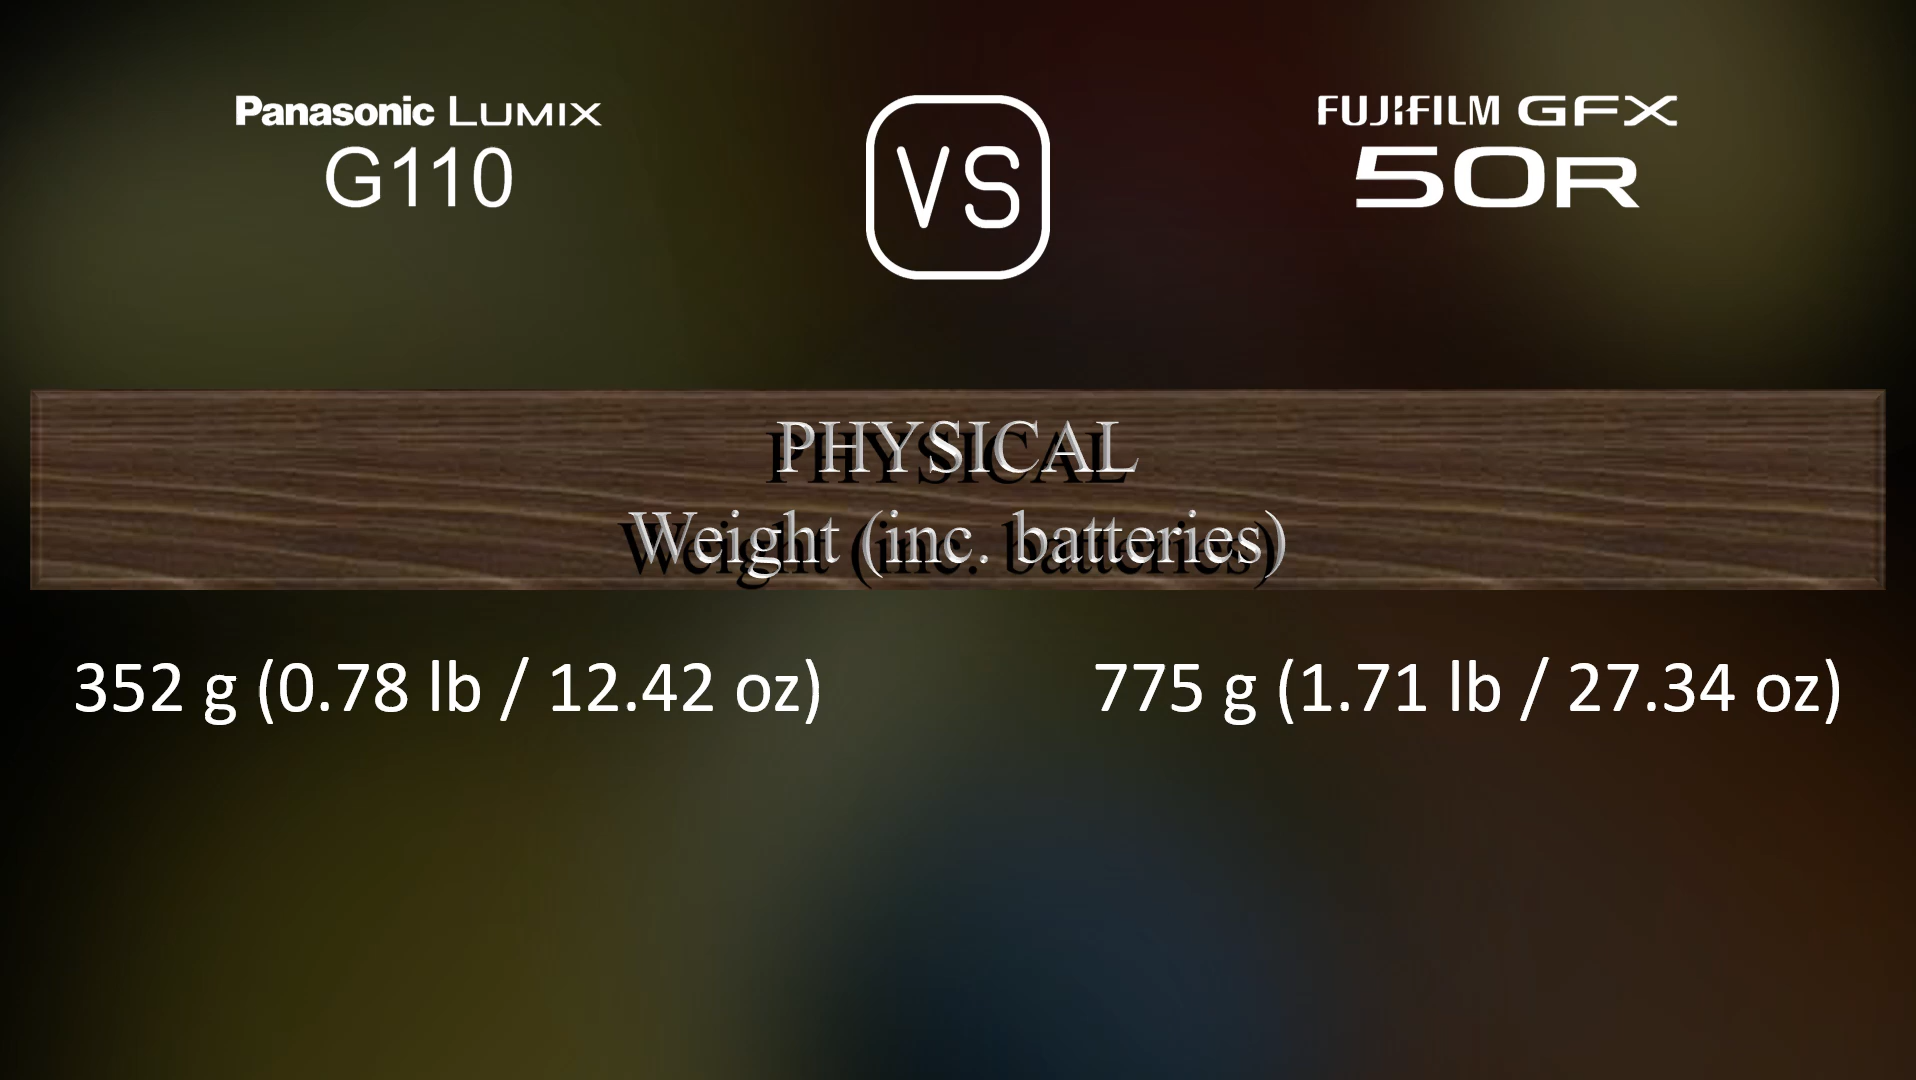 Panasonic LUMIX
G110
VS
FUJIFILM GFX
50R
PHYSICAL
Weight (inc. batteries)
352 g (0.78 lb / 12.42 oz)
775 g (1.71 lb / 27.34 oz)